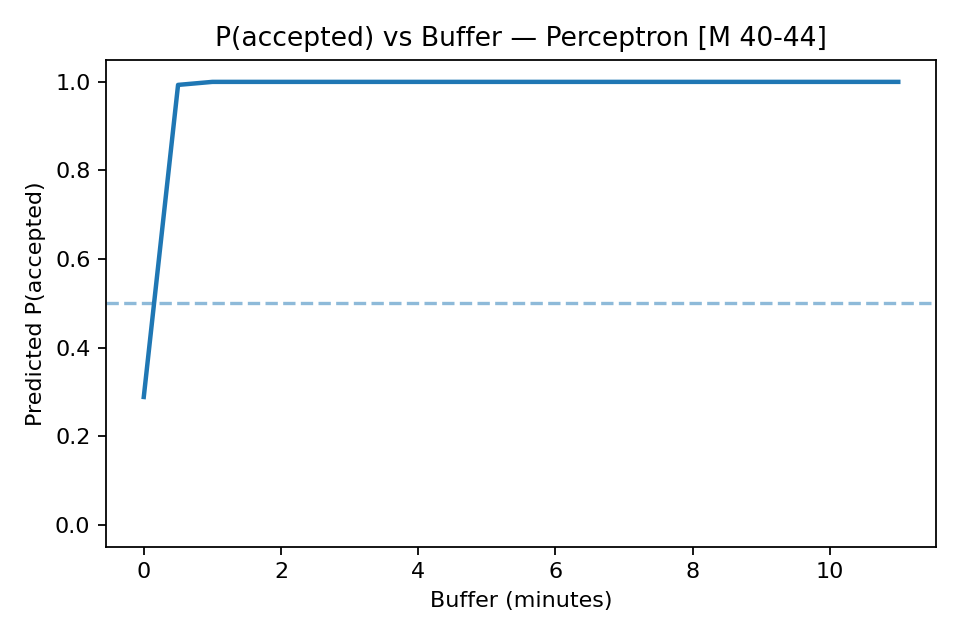 P(accepted) vs Buffer — Perceptron [M 40-44]
1.0
0.8
0.6
0.4
0.2
0.0
Predicted P(accepted)
0 2 4 6 8 10
Buffer (minutes)